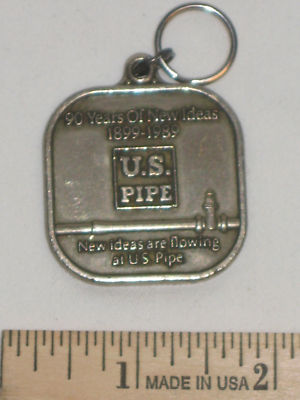 90 Years Of New Ideas
1899-1989
U.S.
PIPE
New ideas are flowing
at U.S. Pipe
1 MADE IN USA 2